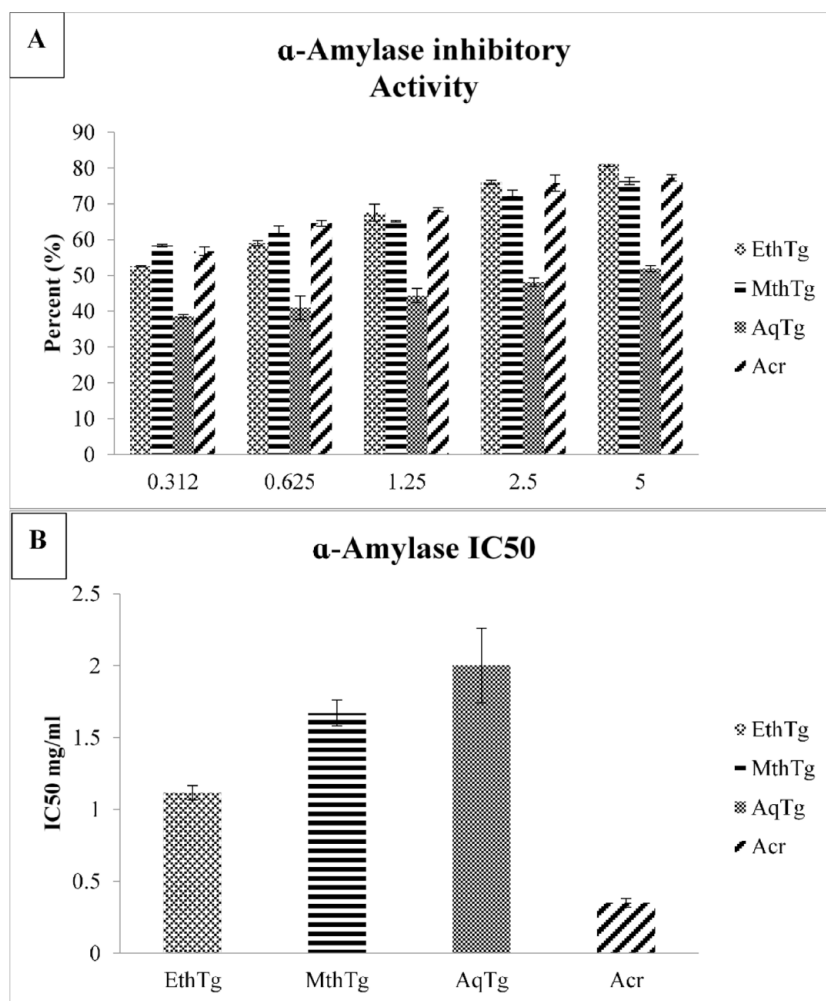 A
α-Amylase inhibitory
Activity
Percent (%)
90
80
70
60
50
40
30
20
10
0
0.312 0.625 1.25 2.5 5
EthTg
MthTg
AqTg
Acr
B
α-Amylase IC50
IC50 mg/ml
2.5
2
1.5
1
0.5
0
EthTg MthTg AqTg Acr
EthTg
MthTg
AqTg
Acr